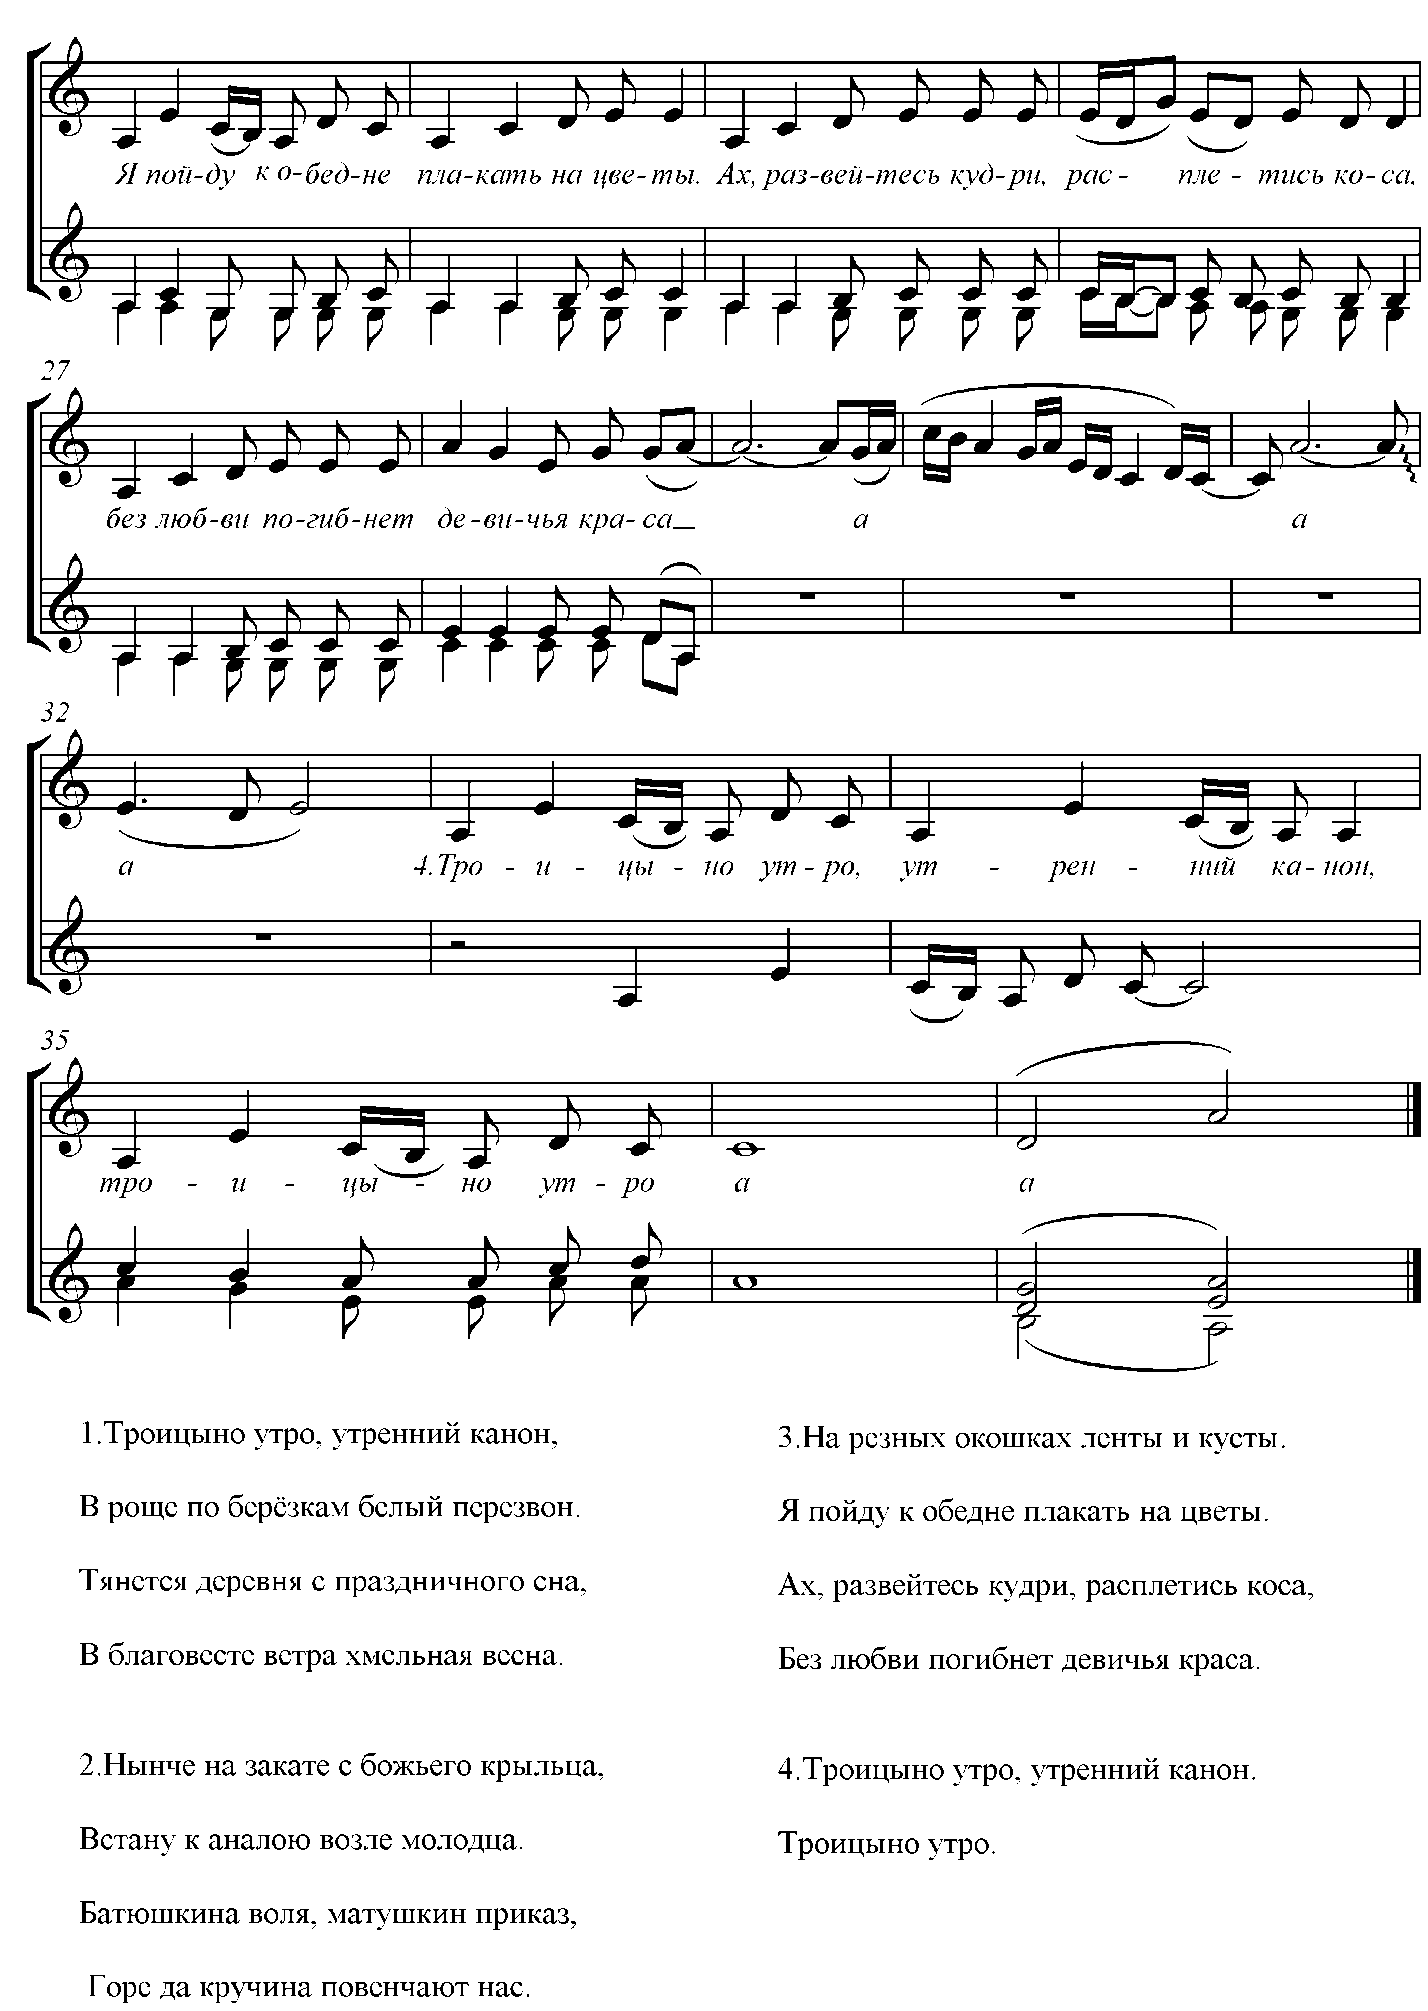 Я пой-ду к о-бед-не пла-кать на цве-ты. Ах, раз-вей-тесь куд-ри, рас- пле-тись ко-са.
27
без люб-ви по-гиб-нет де-ви-чья кра-са_ а а
32
а 4.Тро-и-цы-но ут-ро, ут-рен-ний ка-нон,
35
тро-и-цы-но ут-ро а а
1.Троицыно утро, утренний канон,
В роще по берёзкам белый перезвон.
Тянется деревня с праздничного сна,
В благовесте ветра хмельная весна.
2.Нынче на закате с божьего крыльца,
Встану к аналою возле молодца.
Батюшкина воля, матушкин приказ,
Горе да кручина повенчают нас.
3.На резных окошках ленты и кусты.
Я пойду к обедне плакать на цветы.
Ах, развейтесь кудри, расплетись коса,
Без любви погибнет девичья краса.
4.Троицыно утро, утренний канон.
Троицыно утро.